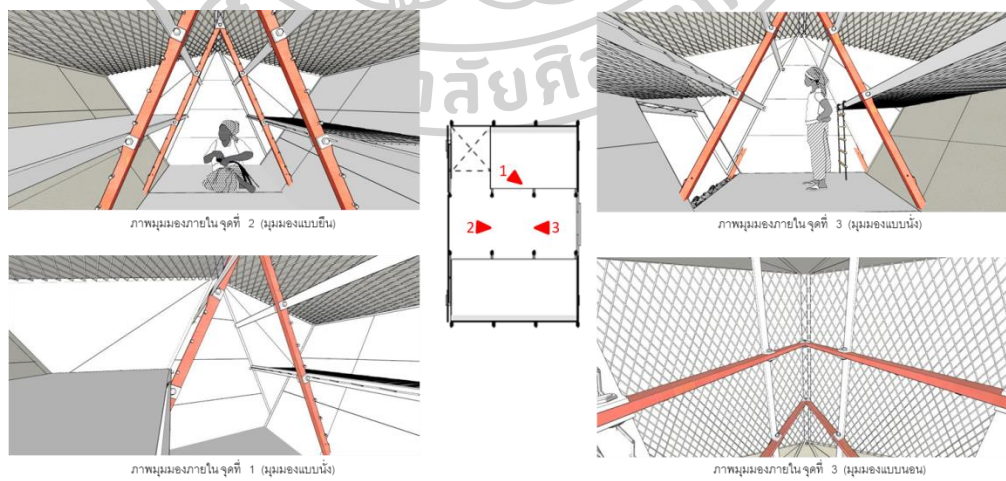 ภาพมุมมองภายใน จุดที่ 2 (มุมมองแบบยืน)
ภาพมุมมองภายใน จุดที่ 3 (มุมมองแบบนั่ง)
1
2
3
ภาพมุมมองภายใน จุดที่ 1 (มุมมองแบบนั่ง)
ภาพมุมมองภายใน จุดที่ 3 (มุมมองแบบนอน)